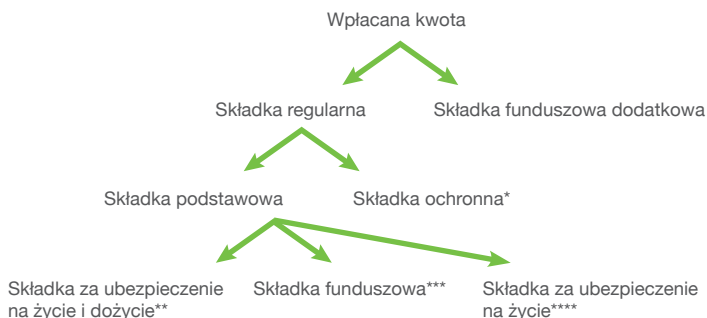 Wpłacana kwota
Składka regularna
Składka funduszowa dodatkowa
Składka podstawowa
Składka ochronna*
Składka za ubezpieczenie
na życie i dożycie**
Składka funduszowa***
Składka za ubezpieczenie
na życie****